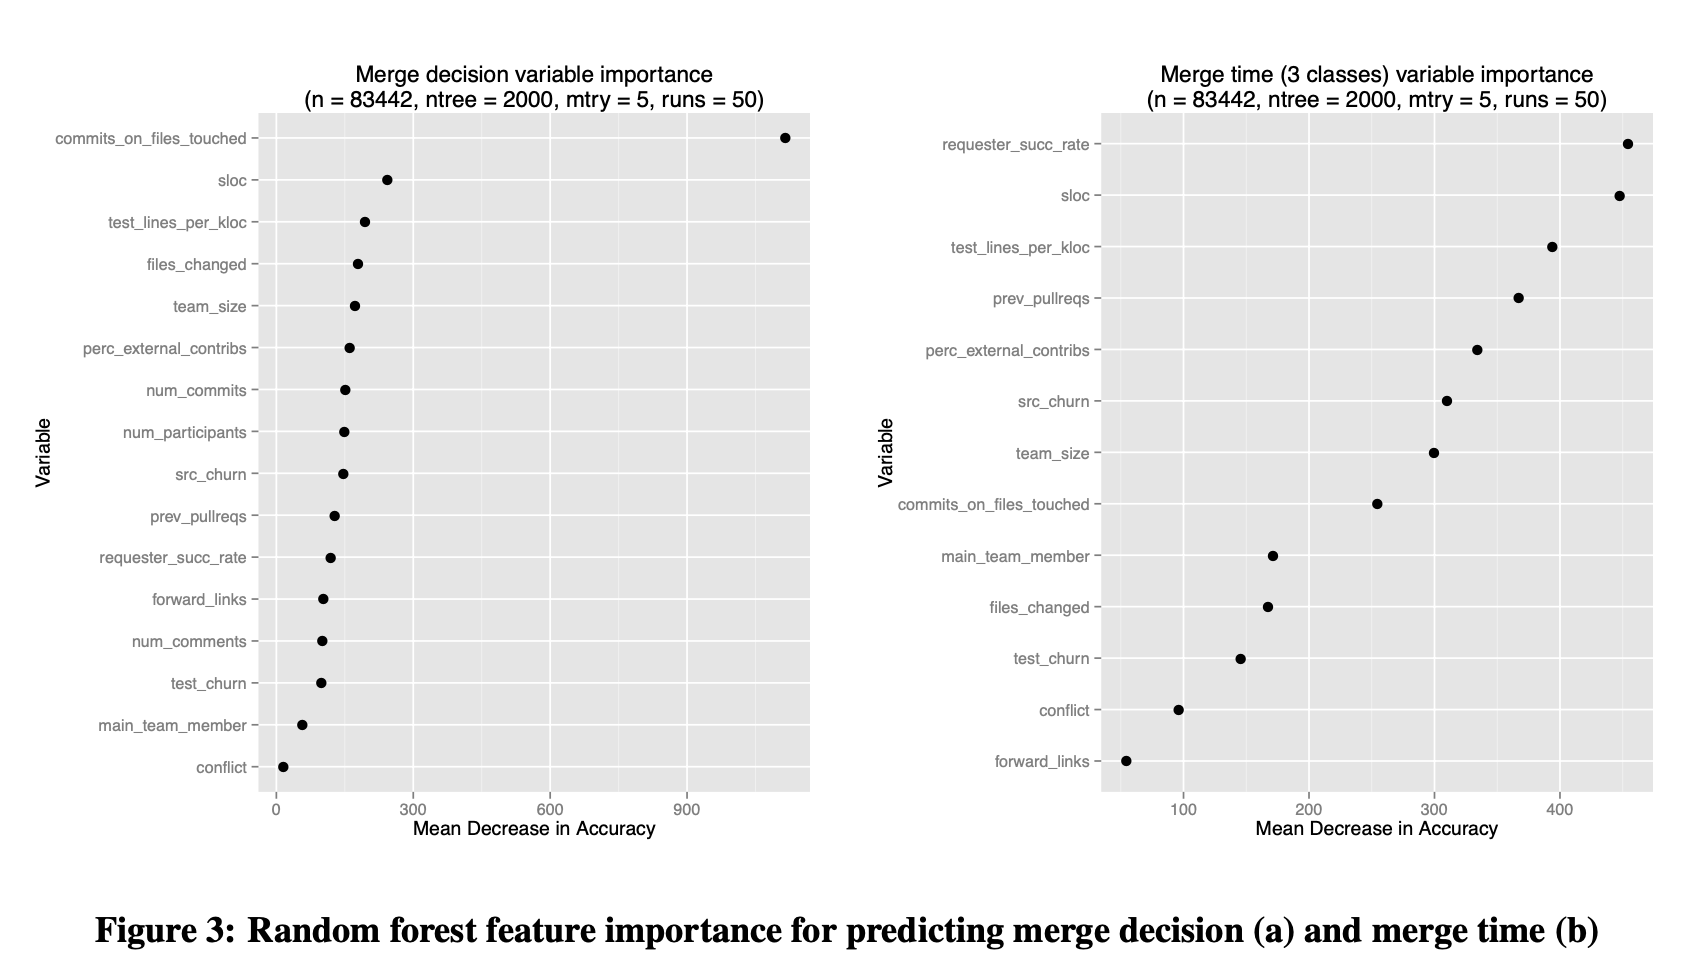 Merge decision variable importance
(n = 83442, ntree = 2000, mtry = 5, runs = 50)
commits_on_files_touched
sloc
test_lines_per_kloc
files_changed
team_size
perc_external_contribs
num_commits
num_participants
src_churn
prev_pullreqs
requester_succ_rate
forward_links
num_comments
test_churn
main_team_member
conflict
Variable
0 300 600 900
Mean Decrease in Accuracy
Merge time (3 classes) variable importance
(n = 83442, ntree = 2000, mtry = 5, runs = 50)
requester_succ_rate
sloc
test_lines_per_kloc
prev_pullreqs
perc_external_contribs
src_churn
team_size
commits_on_files_touched
main_team_member
files_changed
test_churn
conflict
forward_links
Variable
100 200 300 400
Mean Decrease in Accuracy
Figure 3: Random forest feature importance for predicting merge decision (a) and merge time (b)